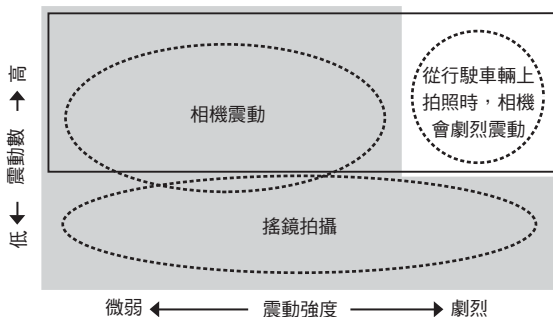 高
震動數
低
相機震動
從行駛車輛上
拍照時，相機
會劇烈震動
搖鏡拍攝
微弱
震動強度
劇烈